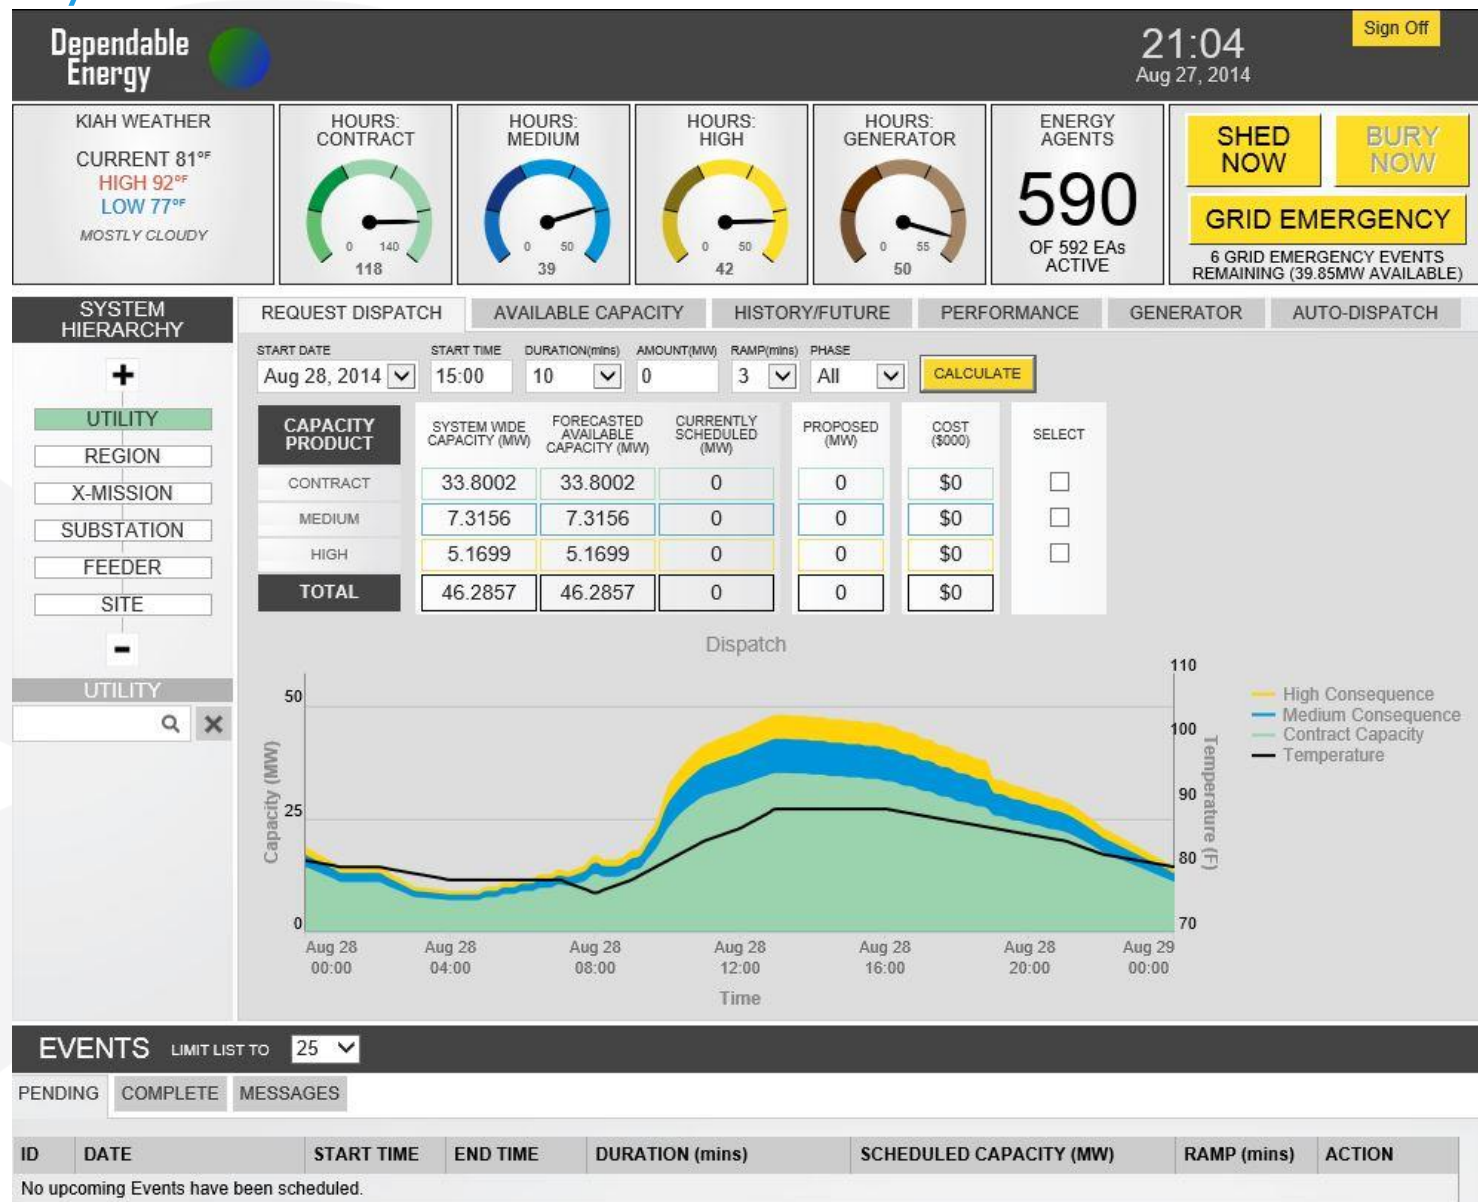 Dependable
Energy
21:04
Aug 27, 2014
Sign Off
KIAH WEATHER
CURRENT 81°F
HIGH 92°F
LOW 77°F
MOSTLY CLOUDY
HOURS:
CONTRACT
0 140
118
HOURS:
MEDIUM
0 50
39
HOURS:
HIGH
0 50
42
HOURS:
GENERATOR
0 55
50
ENERGY
AGENTS
590
OF 592 EAs
ACTIVE
SHED
NOW
BURY
NOW
GRID EMERGENCY
6 GRID EMERGENCY EVENTS
REMAINING (39.85MW AVAILABLE)
SYSTEM
HIERARCHY
+
UTILITY
REGION
X-MISSION
SUBSTATION
FEEDER
SITE
-
UTILITY
REQUEST DISPATCH AVAILABLE CAPACITY HISTORY/FUTURE PERFORMANCE GENERATOR AUTO-DISPATCH
START DATE START TIME DURATION(mins) AMOUNT(MW) RAMP(mins) PHASE
Aug 28, 2014 15:00 10 0 3 All CALCULATE
CAPACITY
PRODUCT
SYSTEM WIDE
CAPACITY (MW)
FORECASTED
AVAILABLE
CAPACITY (MW)
CURRENTLY
SCHEDULED
(MW)
PROPOSED
(MW)
COST
($000)
SELECT
CONTRACT 33.8002 33.8002 0 0 $0
MEDIUM 7.3156 7.3156 0 0 $0
HIGH 5.1699 5.1699 0 0 $0
TOTAL 46.2857 46.2857 0 0 $0
Dispatch
50
25
0
Capacity (MW)
110
100
90
80
70
Temperature (F)
High Consequence
Medium Consequence
Contract Capacity
Temperature
Aug 28 Aug 28 Aug 28 Aug 28 Aug 28 Aug 28 Aug 29
00:00 04:00 08:00 12:00 16:00 20:00 00:00
Time
EVENTS LIMIT LIST TO 25
PENDING COMPLETE MESSAGES
ID DATE START TIME END TIME DURATION (mins) SCHEDULED CAPACITY (MW) RAMP (mins) ACTION
No upcoming Events have been scheduled.